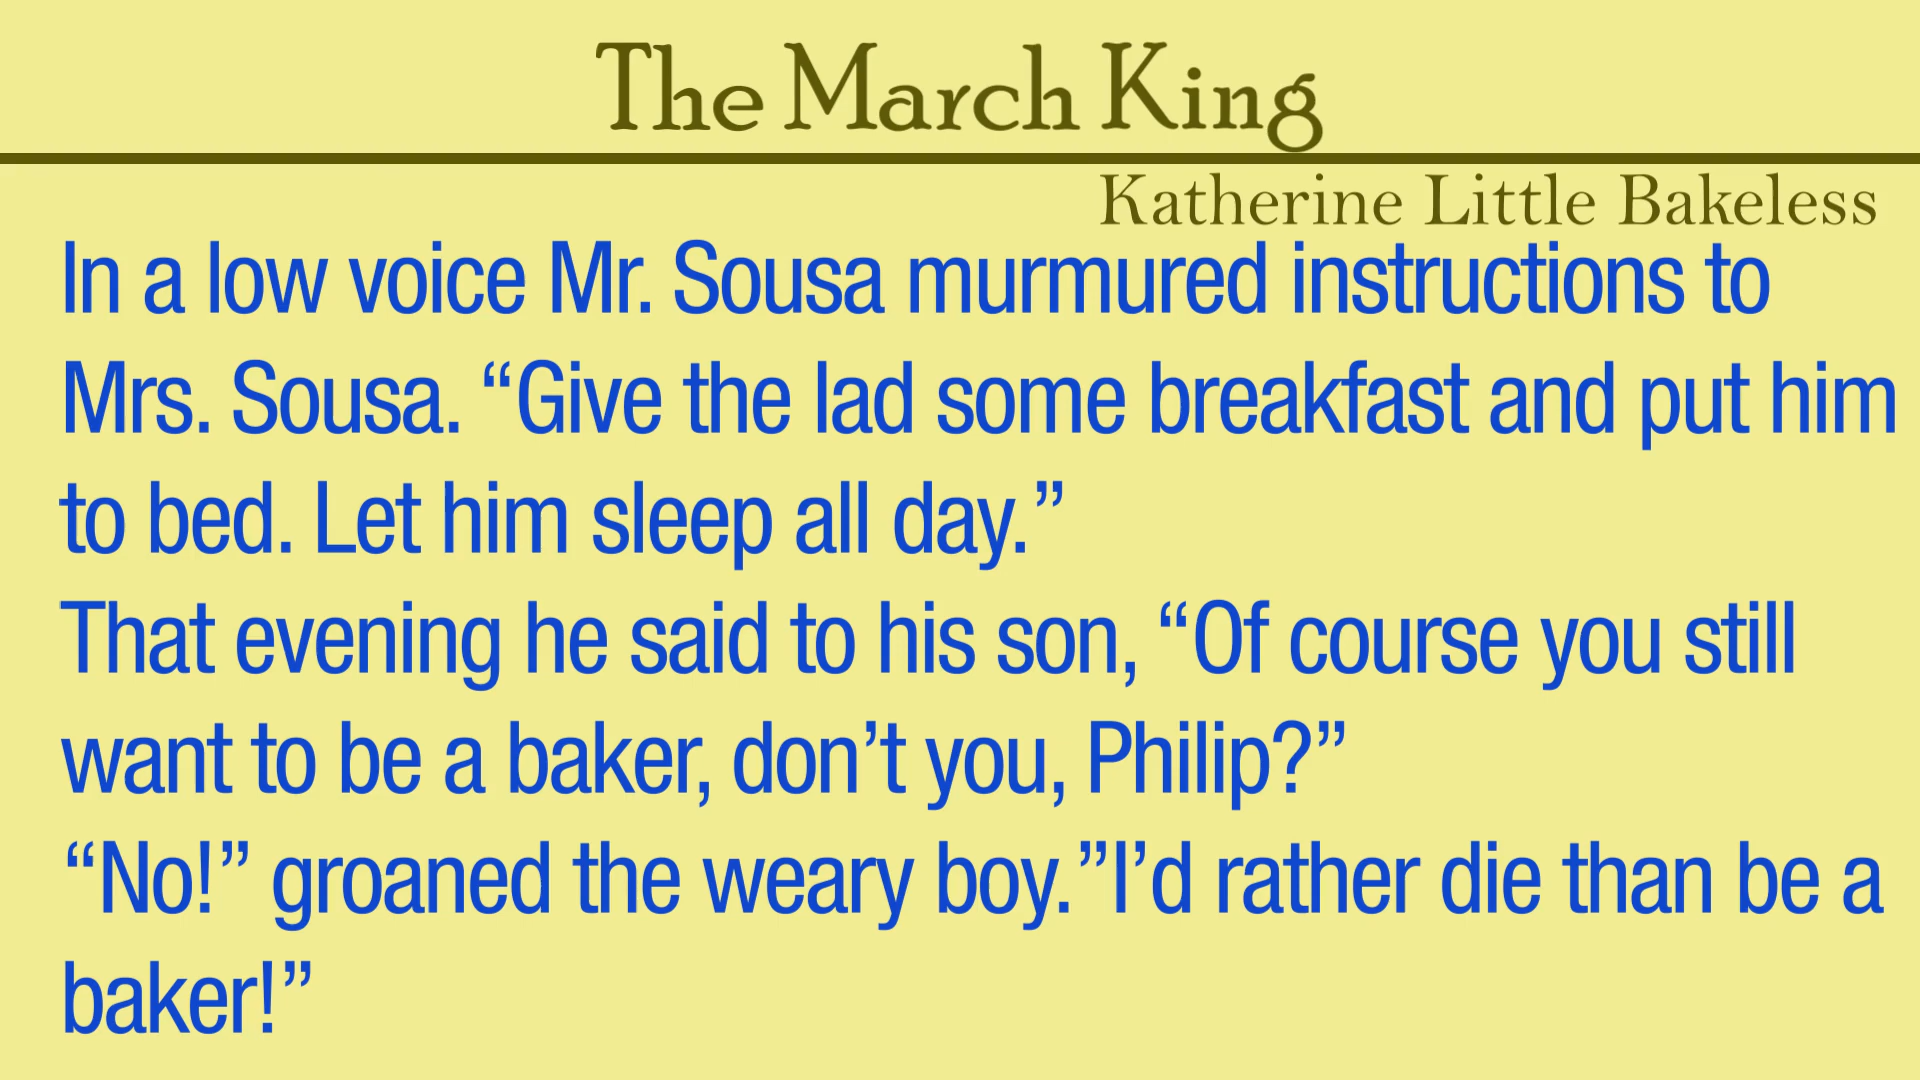 The March King
Katherine Little Bakeless
In a low voice Mr. Sousa murmured instructions to
Mrs. Sousa. “Give the lad some breakfast and put him
to bed. Let him sleep all day.”
That evening he said to his son, “Of course you still
want to be a baker, don’t you, Philip?”
“No!” groaned the weary boy.”I’d rather die than be a
baker!”